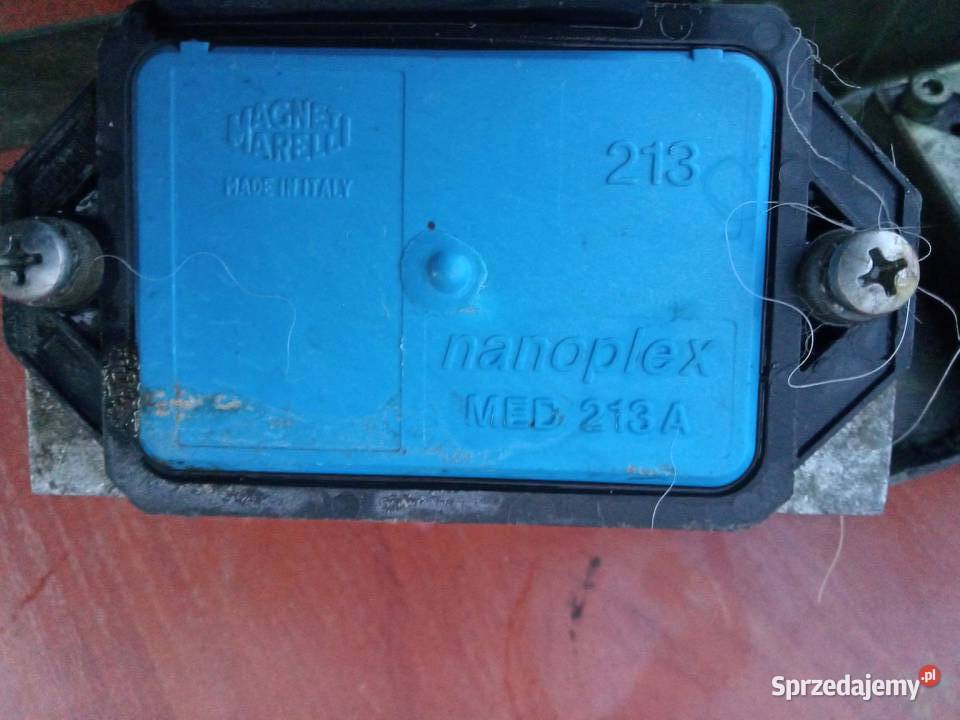 MAGNETI
MARELLI
MADE IN ITALY
213
nanoplex
MED 213 A
Sprzedajemy.pl